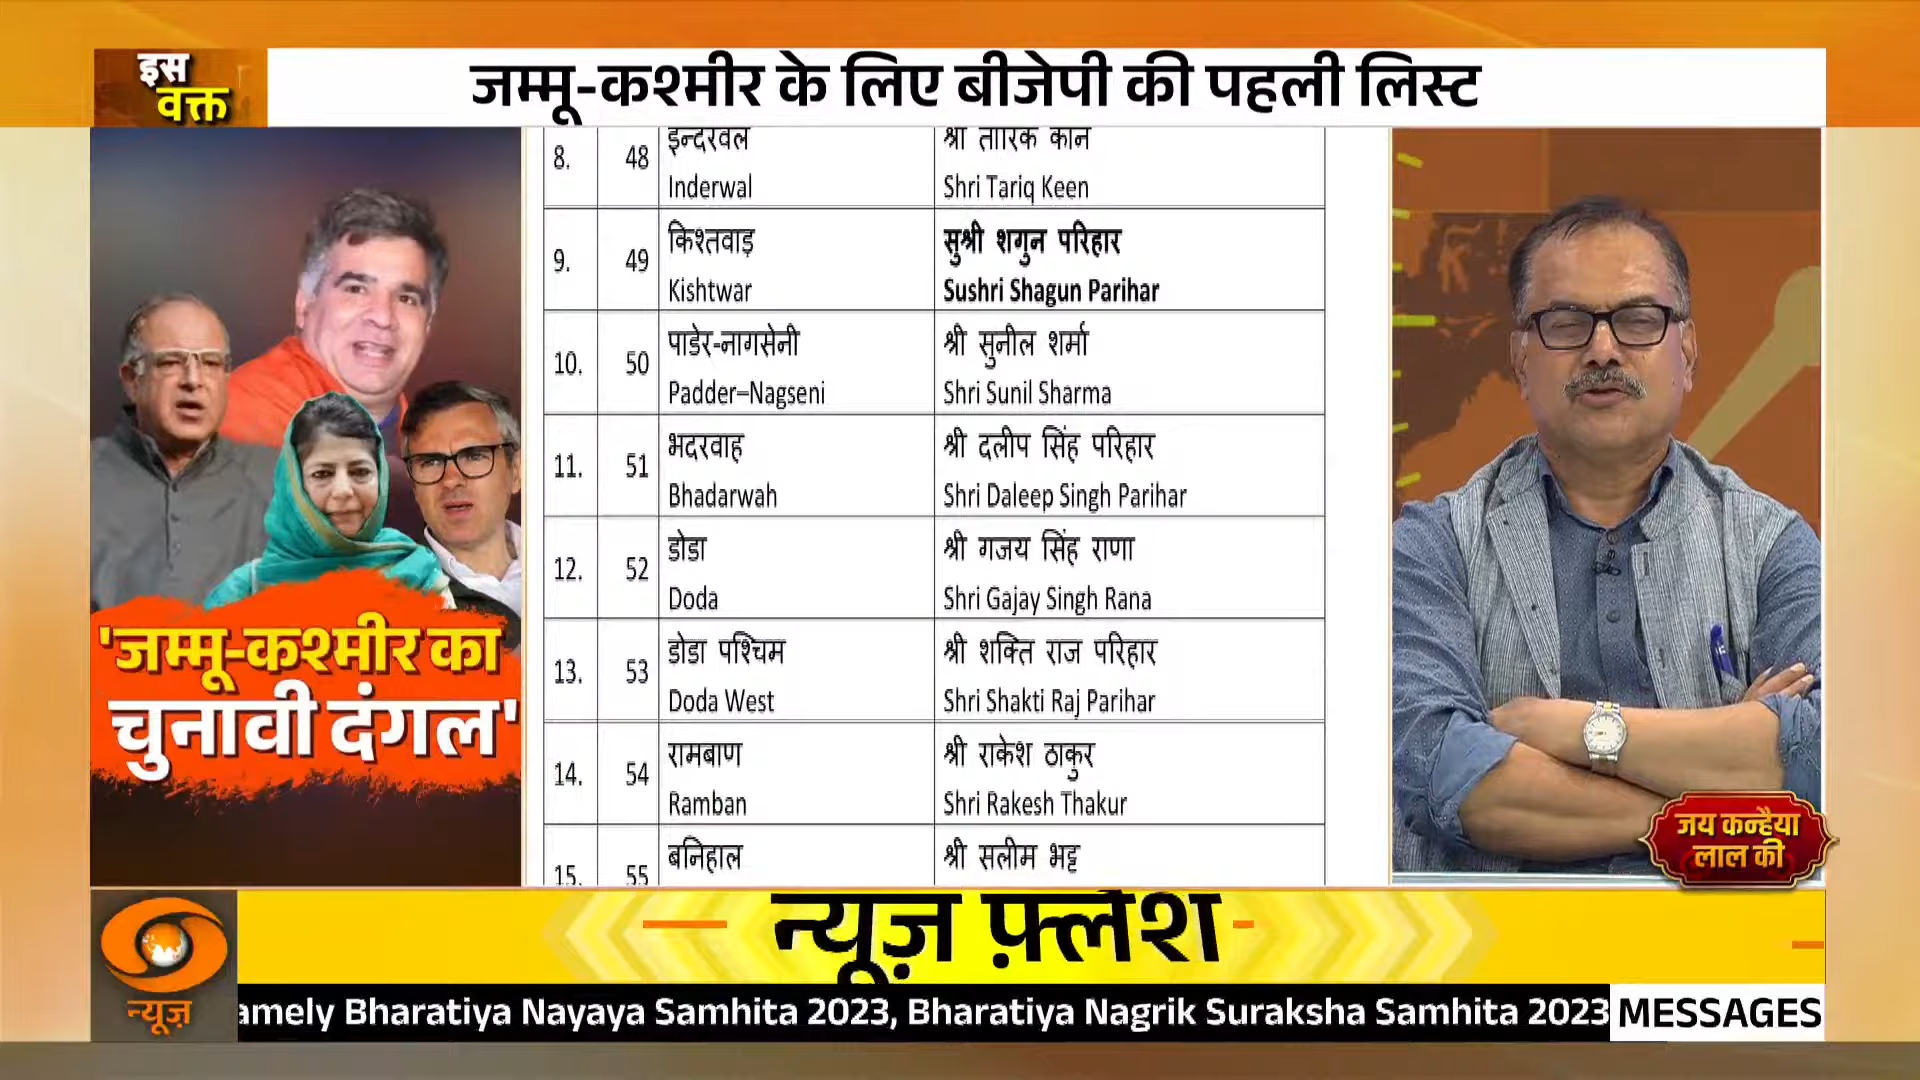 इस
वक्त
जम्मू-कश्मीर के लिए बीजेपी की पहली लिस्ट
8. 48 इन्दरवल श्री तारिक कीन
Inderwal Shri Tariq Keen
9. 49 किश्तवाड़ सुश्री शगुन परिहार
Kishtwar Sushri Shagun Parihar
10. 50 पाडेर-नागसेनी श्री सुनील शर्मा
Padder–Nagseni Shri Sunil Sharma
11. 51 भदरवाह श्री दलीप सिंह परिहार
Bhadarwah Shri Daleep Singh Parihar
12. 52 डोडा श्री गजय सिंह राणा
Doda Shri Gajay Singh Rana
13. 53 डोडा पश्चिम श्री शक्ति राज परिहार
Doda West Shri Shakti Raj Parihar
14. 54 रामबाण श्री राकेश ठाकुर
Ramban Shri Rakesh Thakur
15. 55 बनिहाल श्री सलीम भट्ट
'जम्मू-कश्मीर का
चुनावी दंगल'
जय कन्हैया
लाल की
न्यूज़ फ़्लैश
न्यूज़
amely Bharatiya Nayaya Samhita 2023, Bharatiya Nagrik Suraksha Samhita 2023 MESSAGES